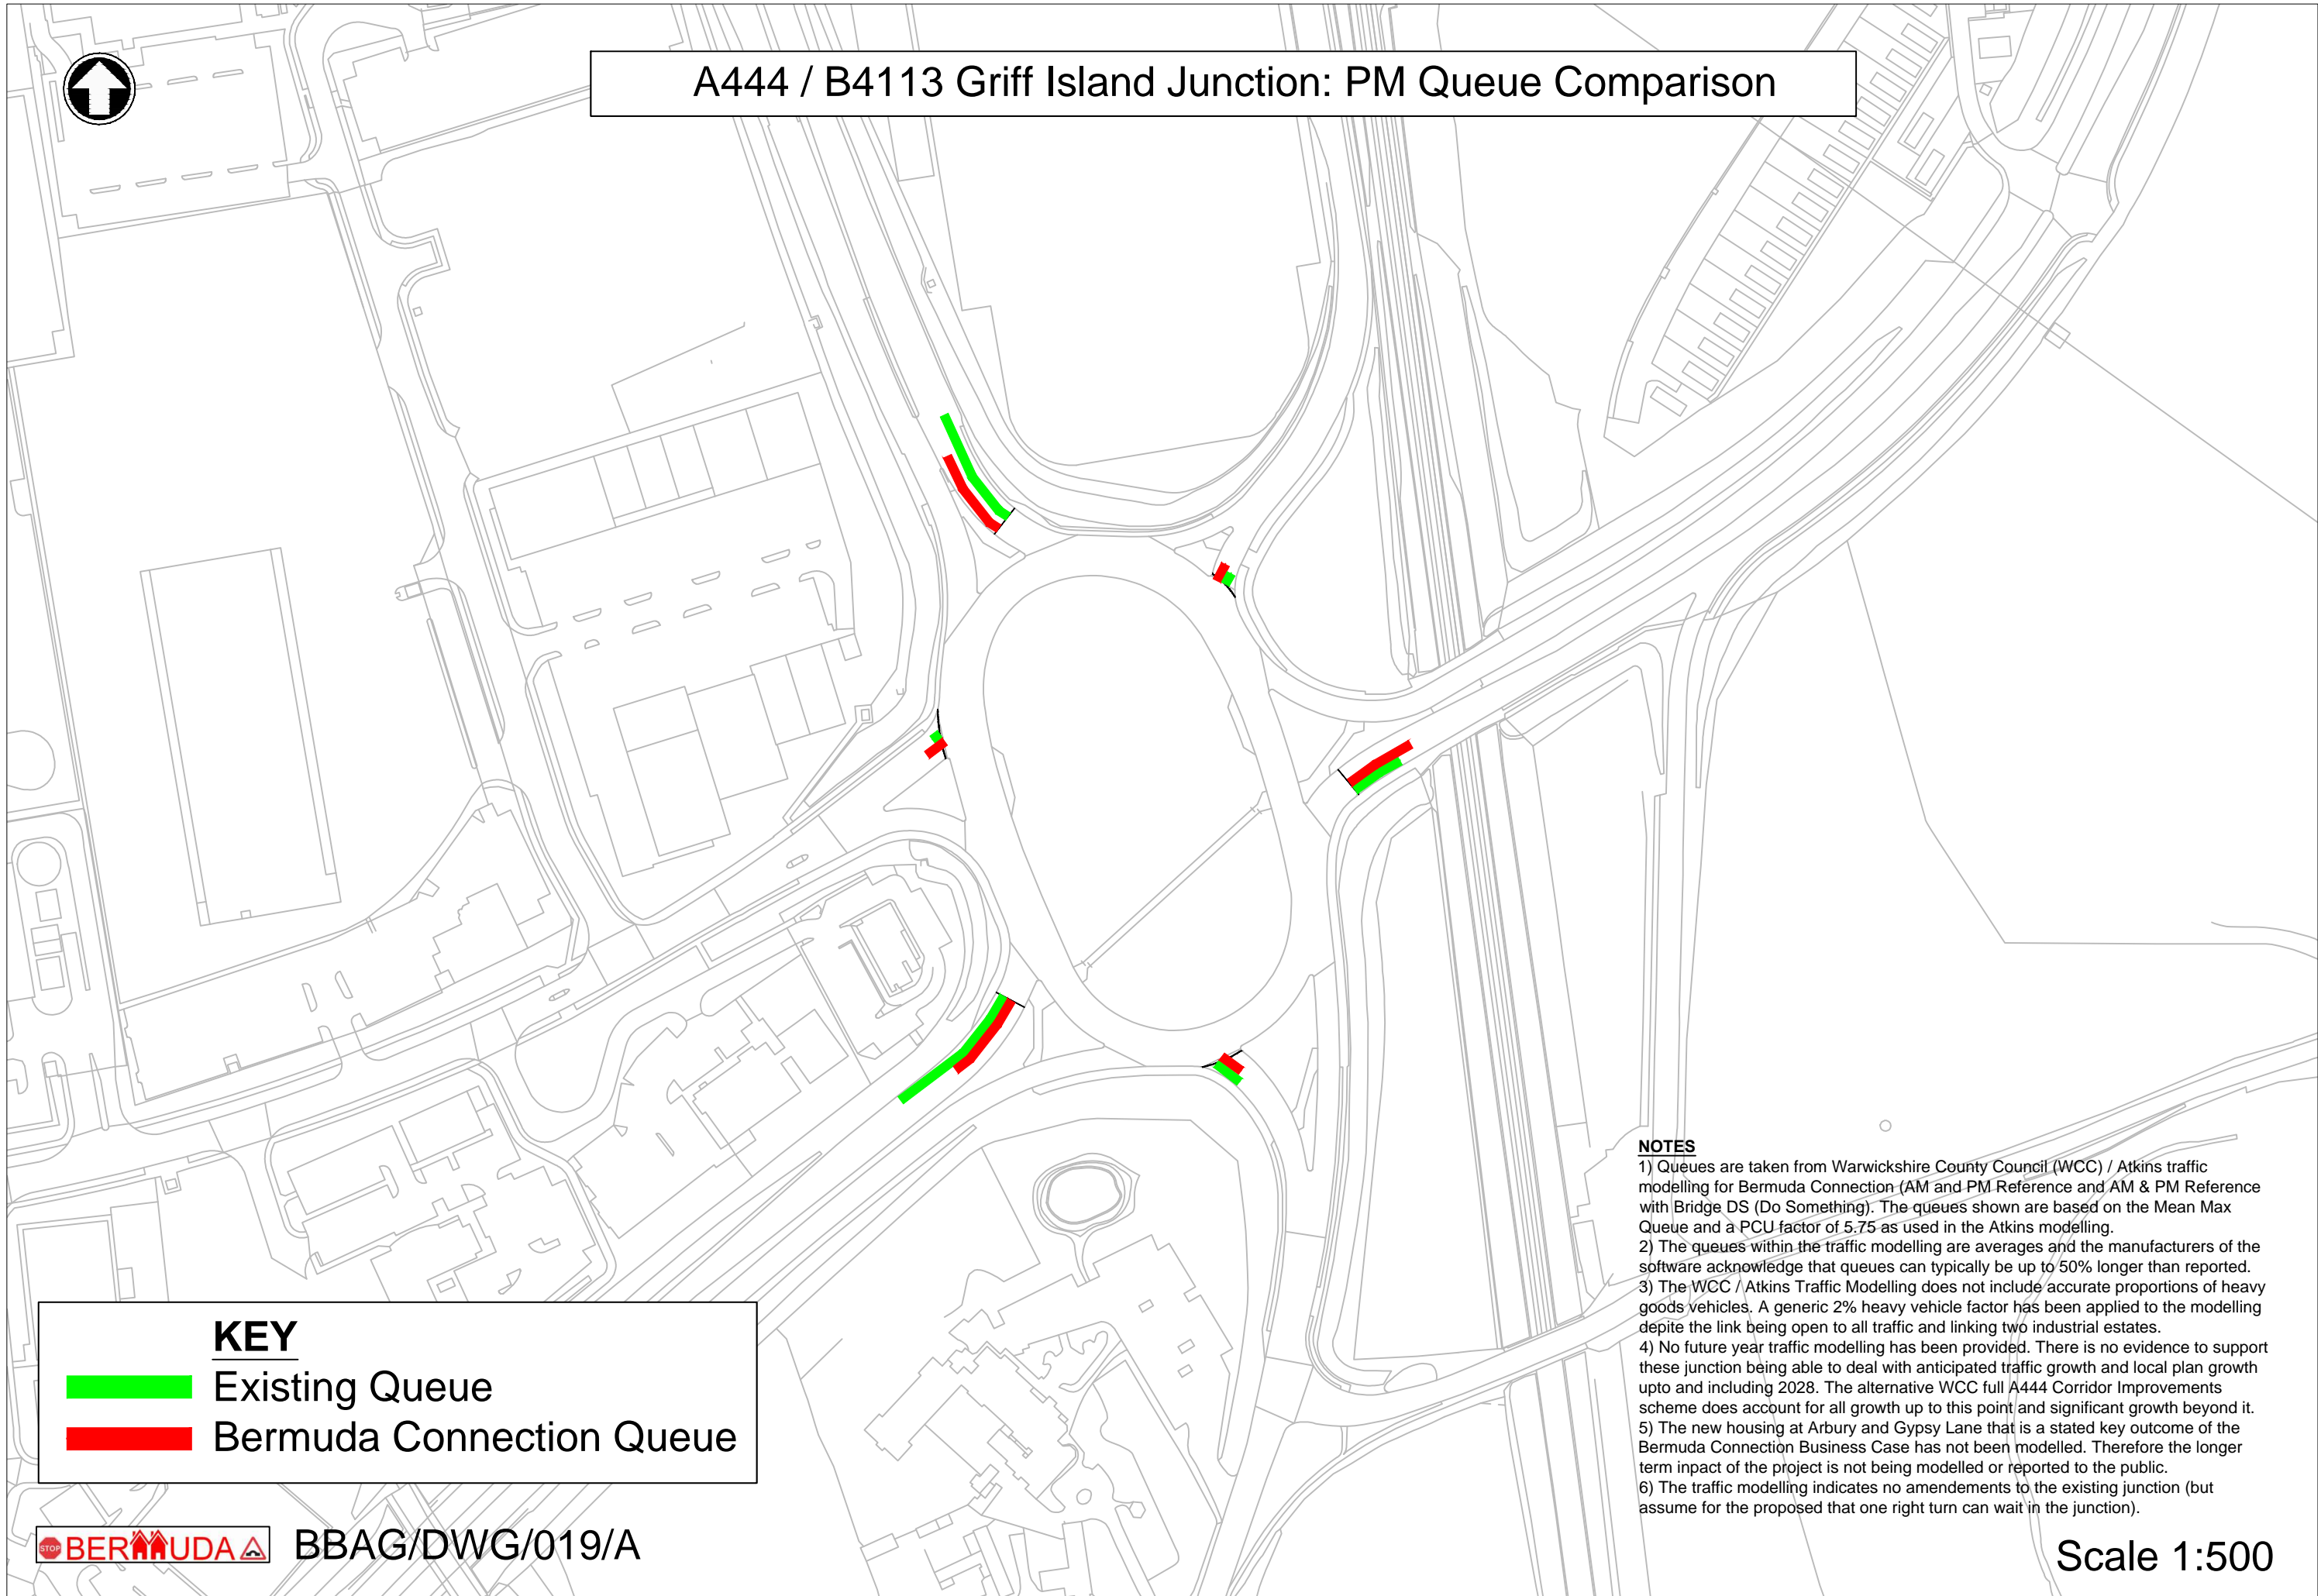 A444 / B4113 Griff Island Junction: PM Queue Comparison
NOTES
1) Queues are taken from Warwickshire County Council (WCC) / Atkins traffic
modelling for Bermuda Connection (AM and PM Reference and AM & PM Reference
with Bridge DS (Do Something). The queues shown are based on the Mean Max
Queue and a PCU factor of 5.75 as used in the Atkins modelling.
2) The queues within the traffic modelling are averages and the manufacturers of the
software acknowledge that queues can typically be up to 50% longer than reported.
3) The WCC / Atkins Traffic Modelling does not include accurate proportions of heavy
goods vehicles. A generic 2% heavy vehicle factor has been applied to the modelling
depite the link being open to all traffic and linking two industrial estates.
4) No future year traffic modelling has been provided. There is no evidence to support
these junction being able to deal with anticipated traffic growth and local plan growth
upto and including 2028. The alternative WCC full A444 Corridor Improvements
scheme does account for all growth up to this point and significant growth beyond it.
5) The new housing at Arbury and Gypsy Lane that is a stated key outcome of the
Bermuda Connection Business Case has not been modelled. Therefore the longer
term inpact of the project is not being modelled or reported to the public.
6) The traffic modelling indicates no amendements to the existing junction (but
assume for the proposed that one right turn can wait in the junction).
KEY
Existing Queue
Bermuda Connection Queue
STOP BERMUDA
BBAG/DWG/019/A
Scale 1:500